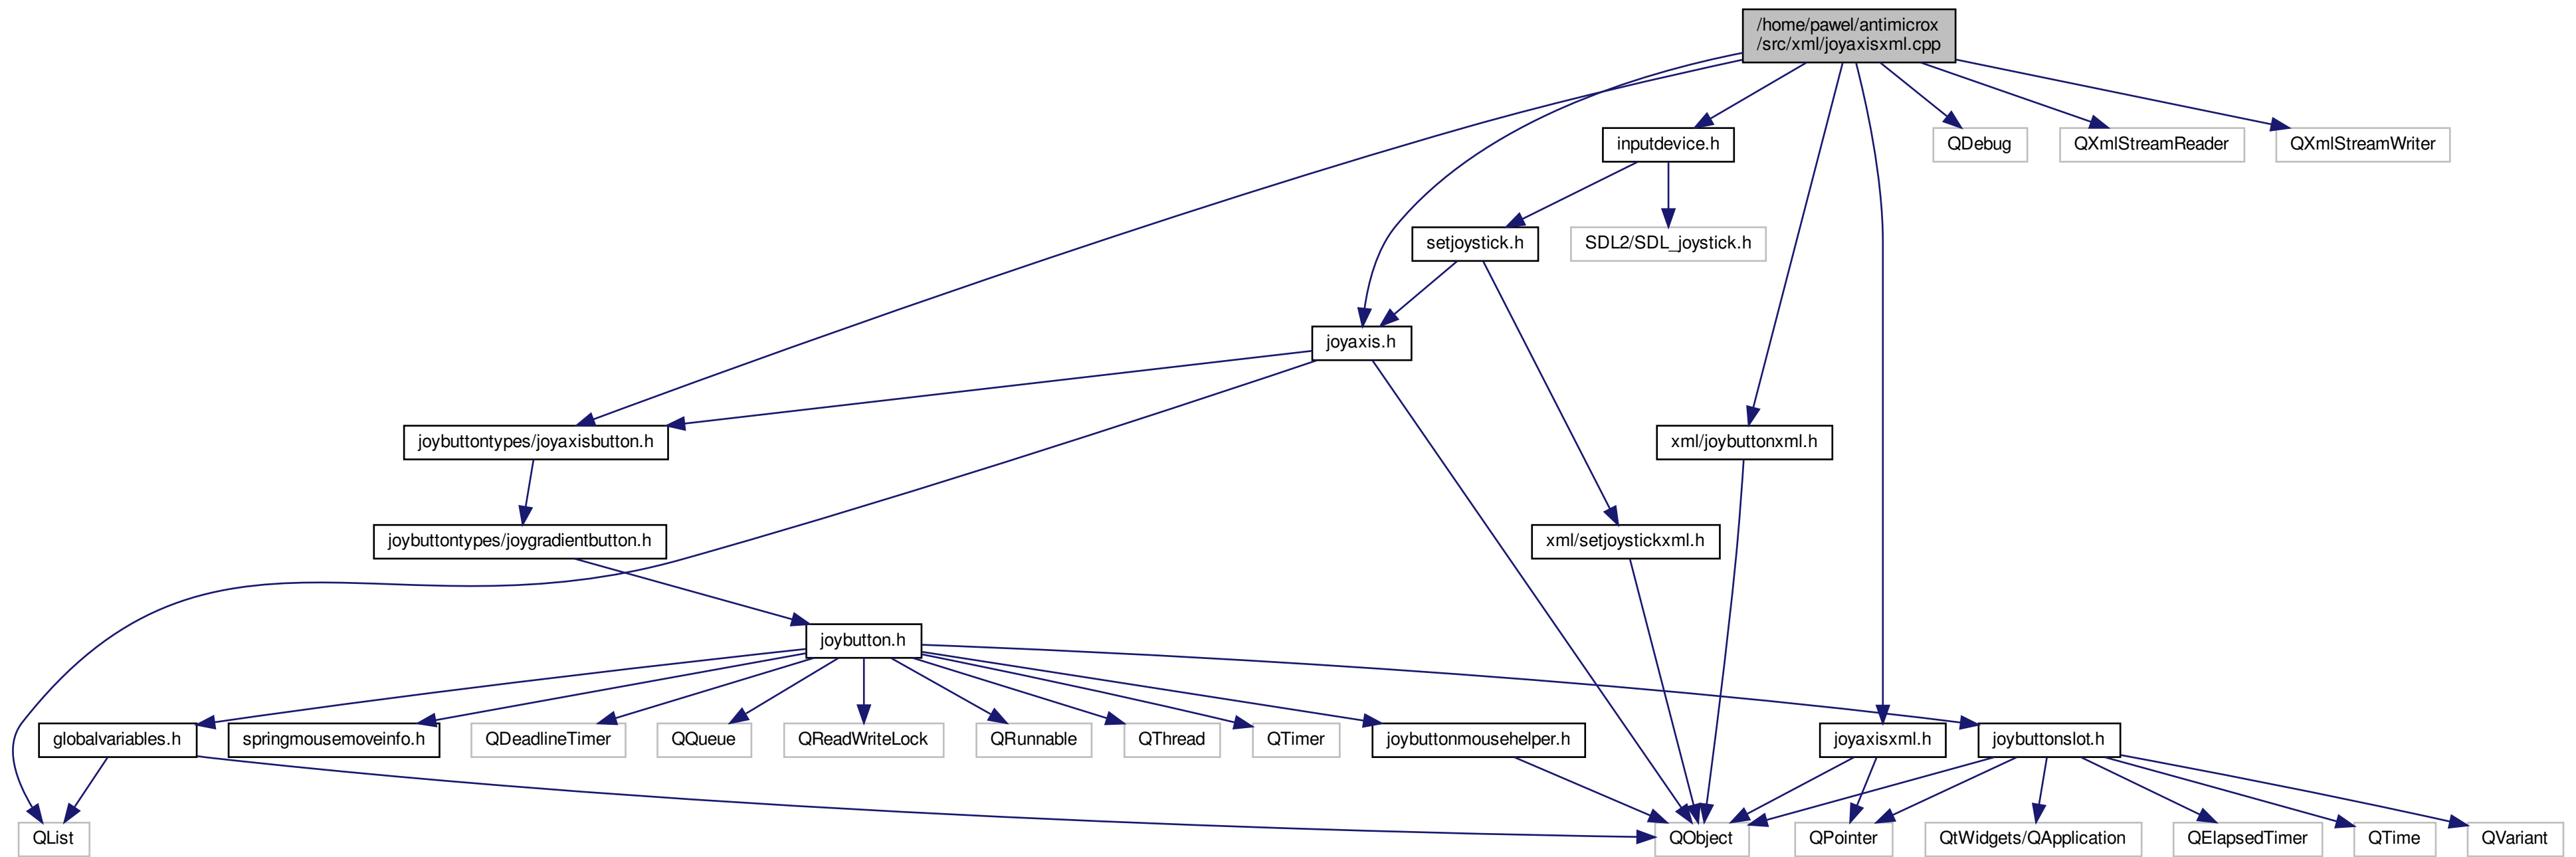 /home/pawel/antimicrox
/src/xml/joyaxisxml.cpp
inputdevice.h
QDebug
QXmlStreamReader
QXmlStreamWriter
setjoystick.h
SDL2/SDL_joystick.h
joyaxis.h
joybuttontypes/joyaxisbutton.h
xml/joybuttonxml.h
joybuttontypes/joygradientbutton.h
xml/setjoystickxml.h
joybutton.h
globalvariables.h
springmousemoveinfo.h
QDeadlineTimer
QQueue
QReadWriteLock
QRunnable
QThread
QTimer
joybuttonmousehelper.h
joyaxisxml.h
joybuttonslot.h
QList
QObject
QPointer
QtWidgets/QApplication
QElapsedTimer
QTime
QVariant